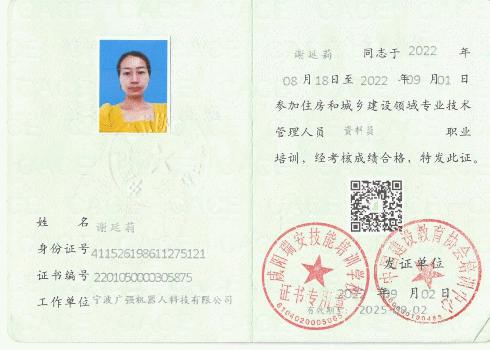 姓 名 谢延莉
身份证号 411526198611275121
证书编号 2201050000305875
工作单位 宁波广强机器人科技有限公司
谢延莉 同志于 2022 年
08 月 18 日至 2022 年 09 月 01 日
参加住房和城乡建设领域专业技术
管理人员 资料员 职业
培训，经考核成绩合格，特发此证。
发证单位
2022 年 09 月 02 日
有效期至: 2025-09-02
咸阳瑞安技能培训学校
证书专用章
6104020005065
建设教育协会培训中心